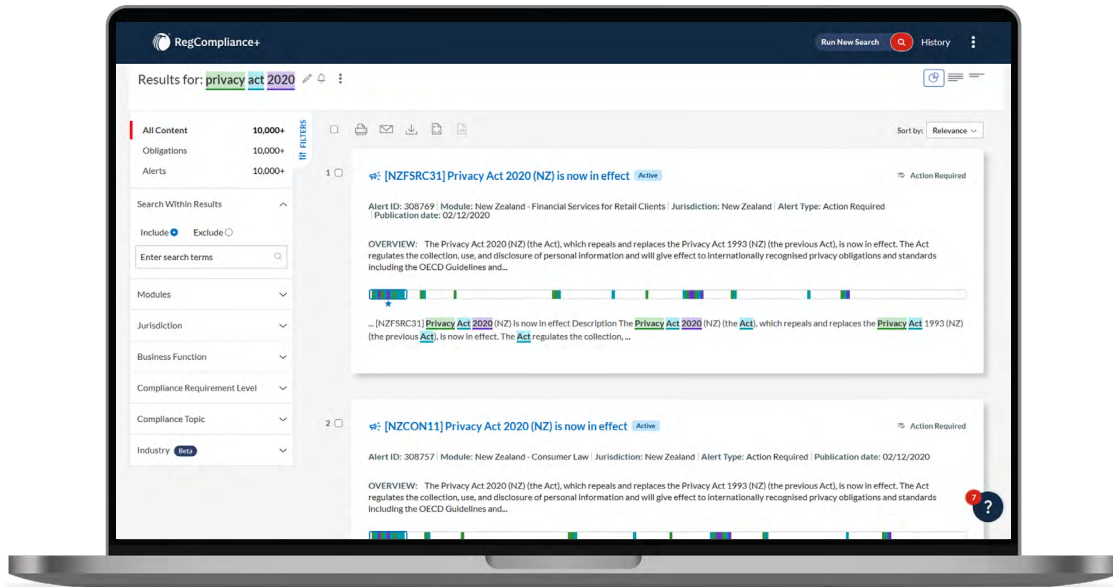 RegCompliance+
Run New Search
History
Results for: privacy act 2020
All Content 10,000+
Obligations 10,000+
Alerts 10,000+
FILTERS
Search Within Results
Include Exclude
Enter search terms
Modules
Jurisdiction
Business Function
Compliance Requirement Level
Compliance Topic
Industry Beta
Sort by: Relevance
1
[NZFSRC31] Privacy Act 2020 (NZ) is now in effect Active
Action Required
Alert ID: 308769 | Module: New Zealand - Financial Services for Retail Clients | Jurisdiction: New Zealand | Alert Type: Action Required
| Publication date: 02/12/2020
OVERVIEW: The Privacy Act 2020 (NZ) (the Act), which repeals and replaces the Privacy Act 1993 (NZ) (the previous Act), is now in effect. The Act
regulates the collection, use, and disclosure of personal information and will give effect to internationally recognised privacy obligations and standards
including the OECD Guidelines and...
... [NZFSRC31] Privacy Act 2020 (NZ) is now in effect Description The Privacy Act 2020 (NZ) (the Act), which repeals and replaces the Privacy Act 1993 (NZ)
(the previous Act), is now in effect. The Act regulates the collection, ...
2
[NZCON11] Privacy Act 2020 (NZ) is now in effect Active
Action Required
Alert ID: 308757 | Module: New Zealand - Consumer Law | Jurisdiction: New Zealand | Alert Type: Action Required | Publication date: 02/12/2020
OVERVIEW: The Privacy Act 2020 (NZ) (the Act), which repeals and replaces the Privacy Act 1993 (NZ) (the previous Act), is now in effect. The Act
regulates the collection, use, and disclosure of personal information and will give effect to internationally recognised privacy obligations and standards
including the OECD Guidelines and...
7
?